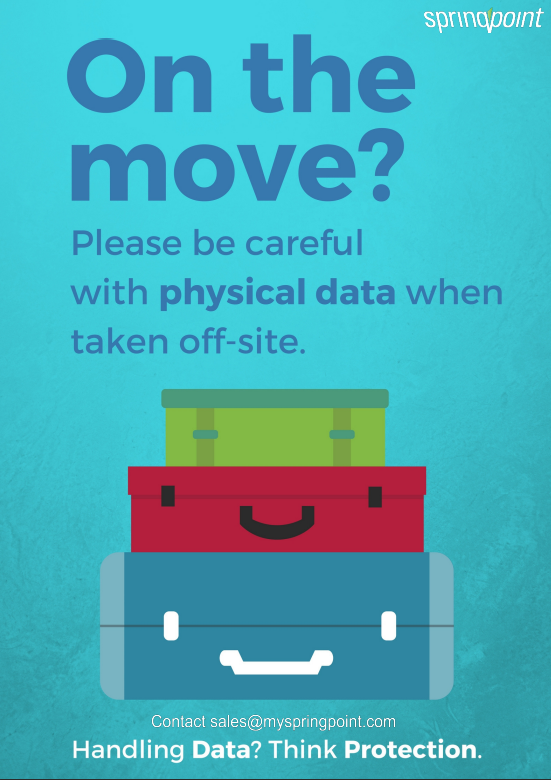 springpoint
On the
move?
Please be careful
with physical data when
taken off-site.
Contact sales@myspringpoint.com
Handling Data? Think Protection.